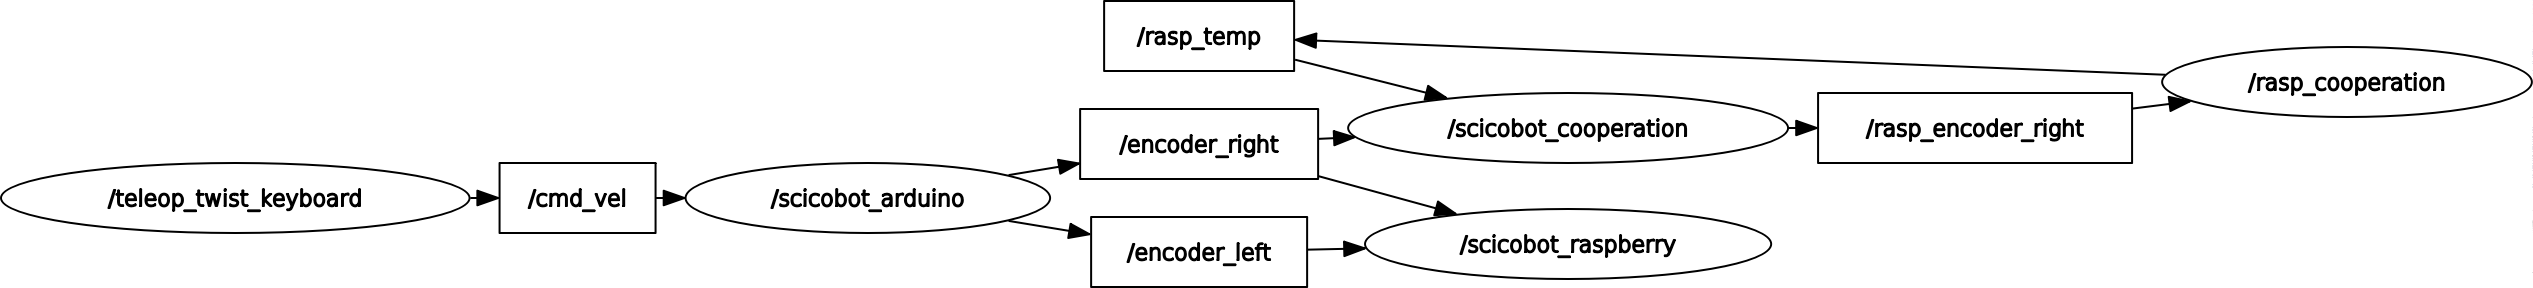 /rasp_temp
/rasp_cooperation
/encoder_right
/scicobot_cooperation
/rasp_encoder_right
/teleop_twist_keyboard
/cmd_vel
/scicobot_arduino
/encoder_left
/scicobot_raspberry